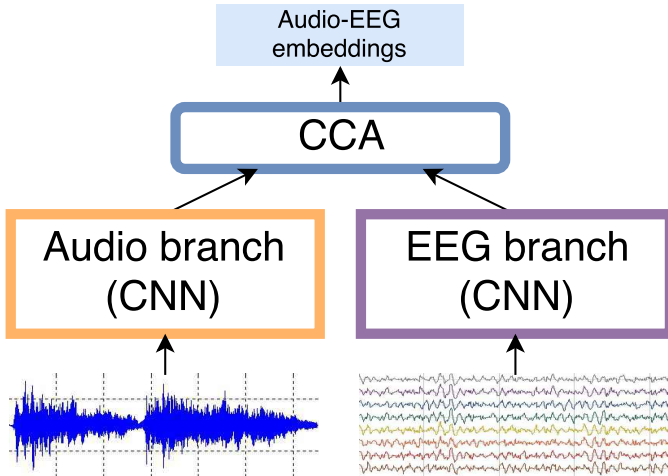 Audio-EEG
embeddings
CCA
Audio branch
(CNN)
EEG branch
(CNN)